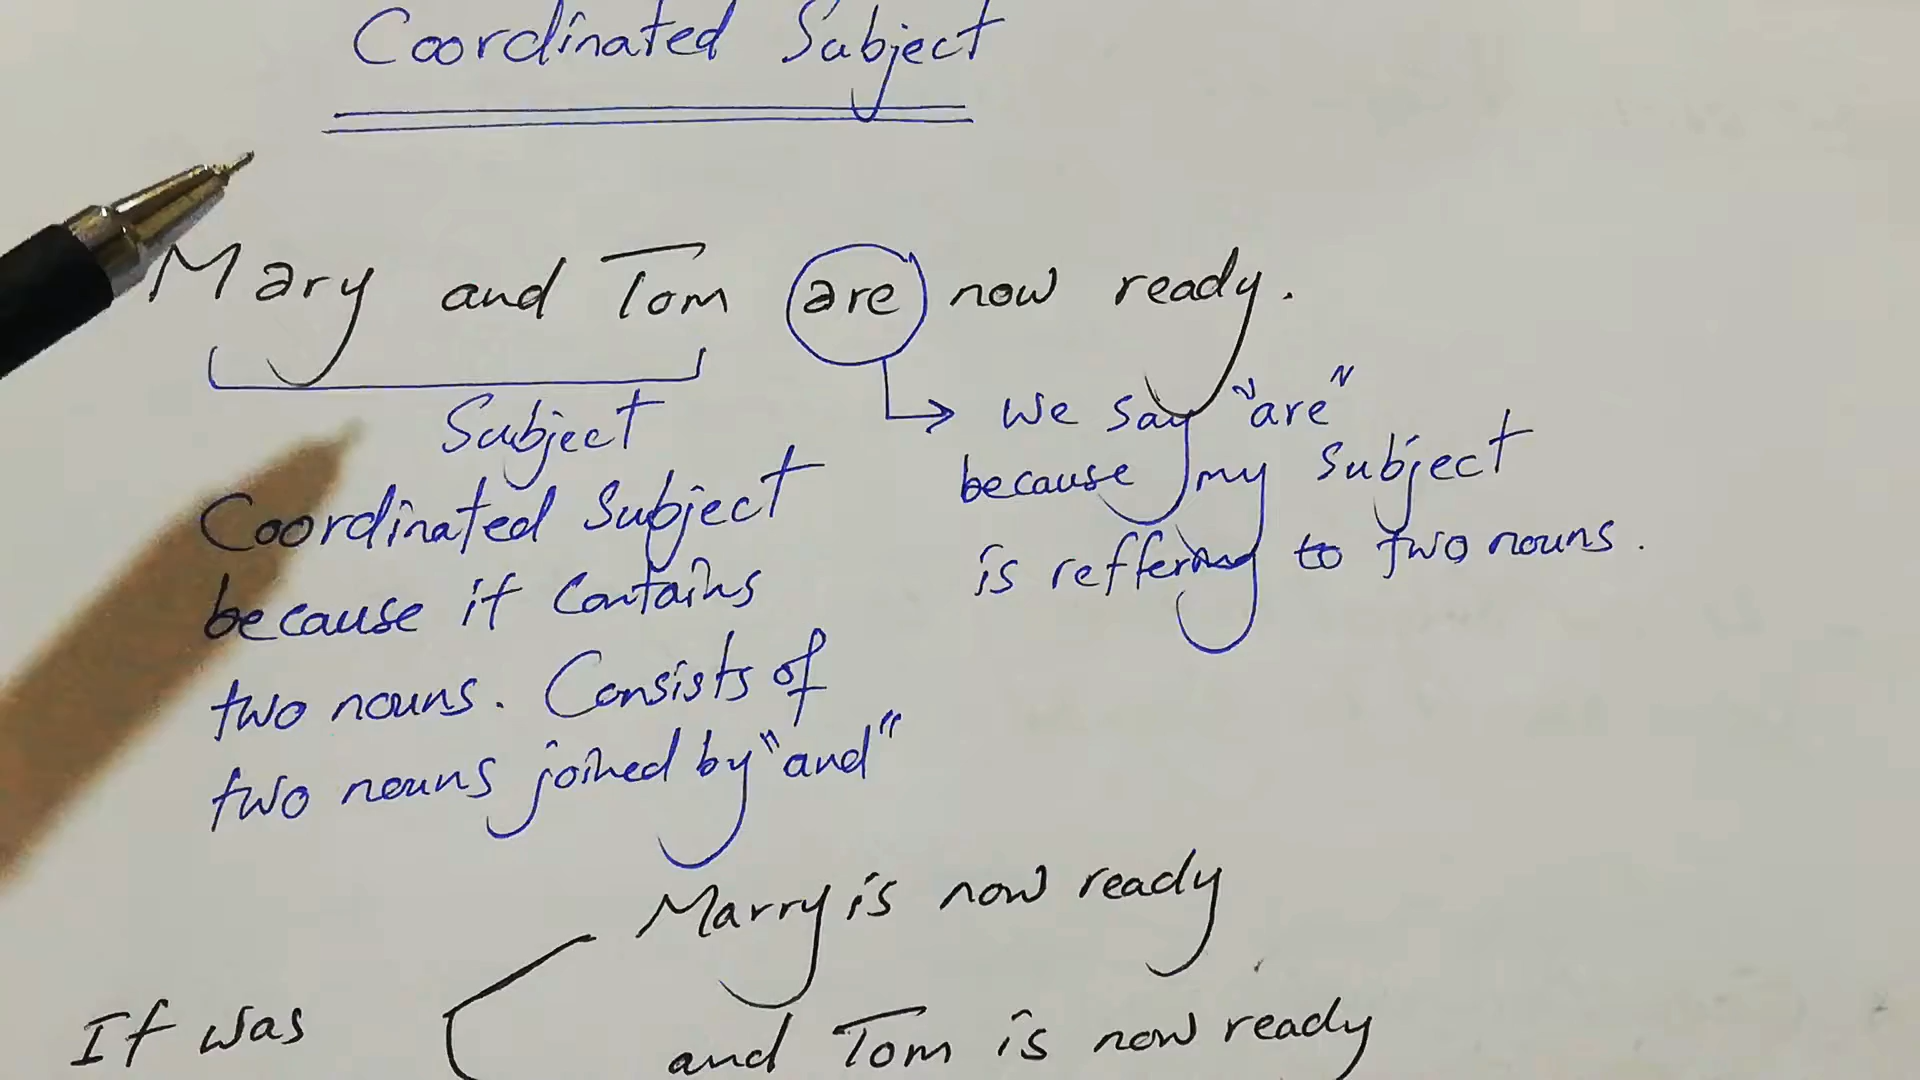 Coordinated Subject
Mary and Tom are now ready.
Subject
Coordinated Subject
because it contains
two nouns. Consists of
two nouns joined by "and"
We say "are"
because my subject
is reffering to two nouns.
Marry is now ready
If was
and Tom is now ready